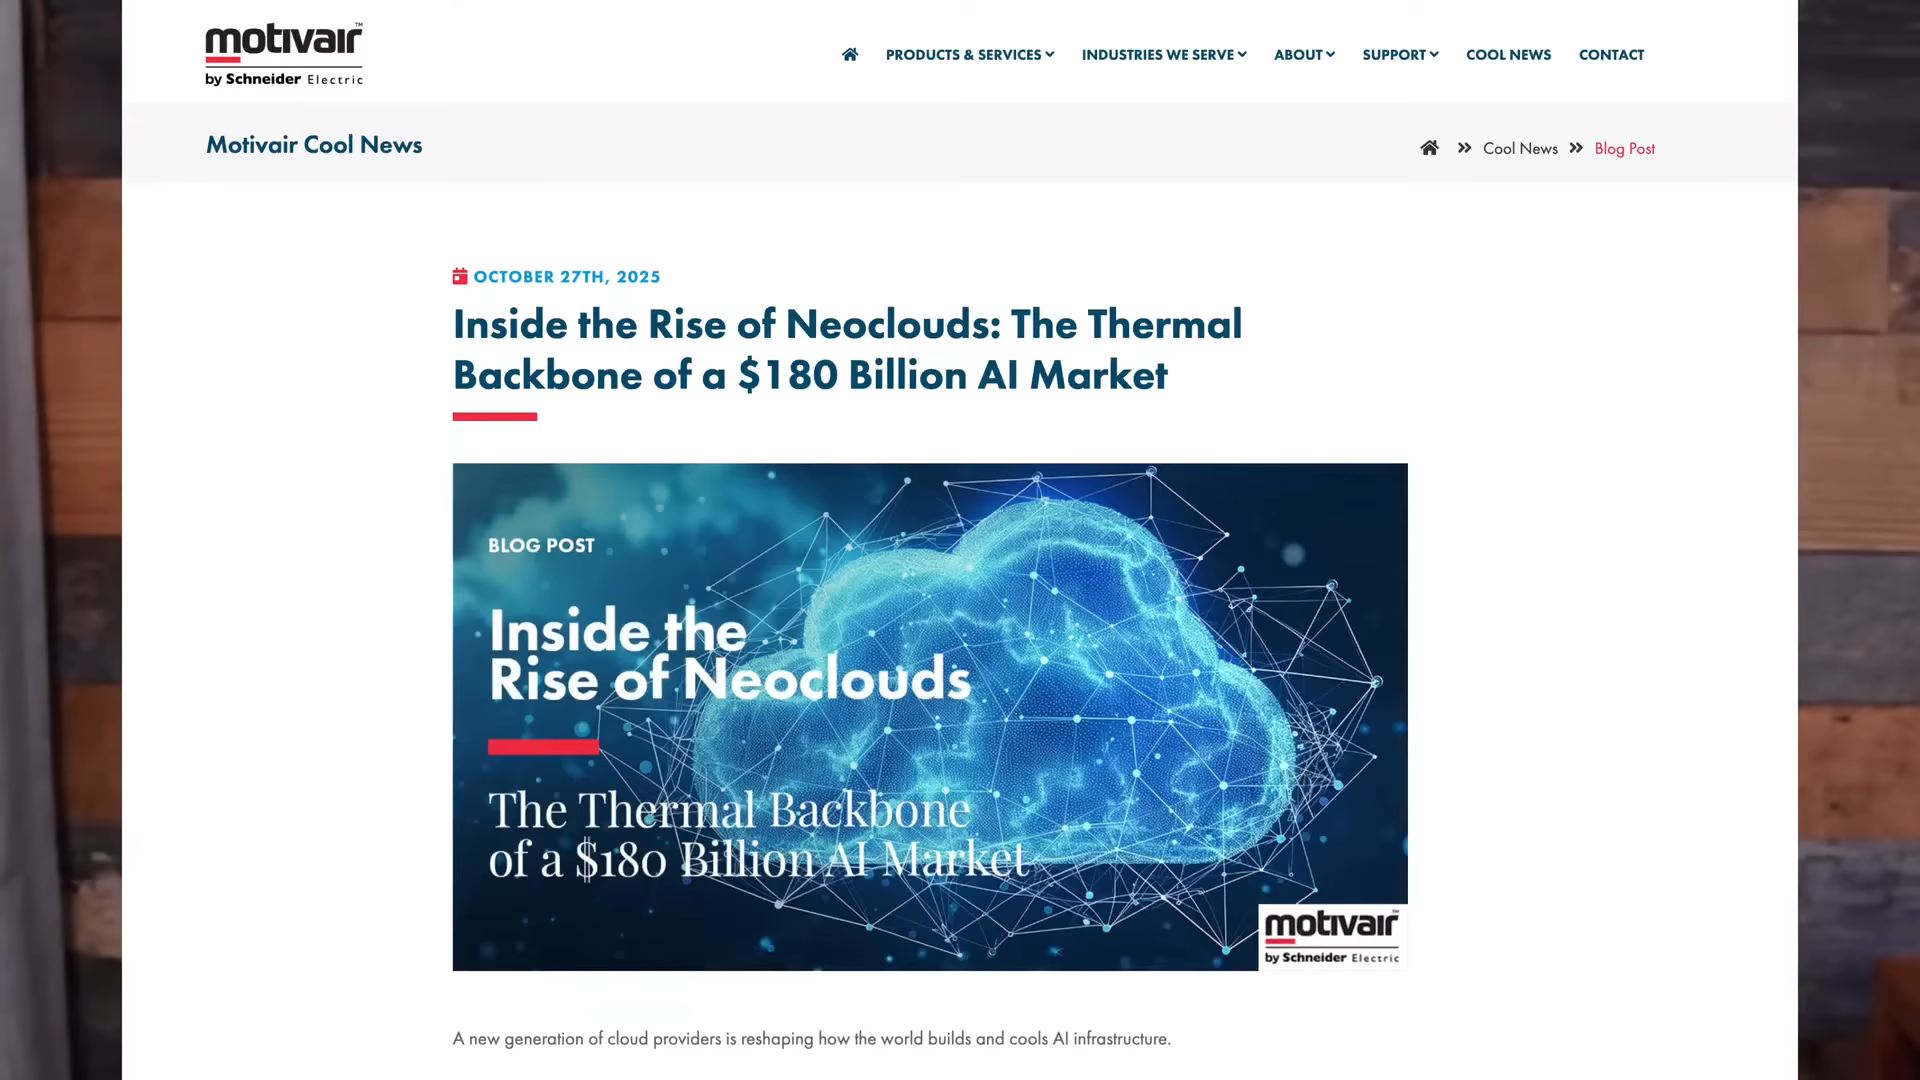 motivair™
by Schneider Electric
PRODUCTS & SERVICES
INDUSTRIES WE SERVE
ABOUT
SUPPORT
COOL NEWS
CONTACT
Motivair Cool News
Cool News
Blog Post
OCTOBER 27TH, 2025
Inside the Rise of Neoclouds: The Thermal
Backbone of a $180 Billion AI Market
BLOG POST
Inside the
Rise of Neoclouds
The Thermal Backbone
of a $180 Billion AI Market
motivair™
by Schneider Electric
A new generation of cloud providers is reshaping how the world builds and cools AI infrastructure.